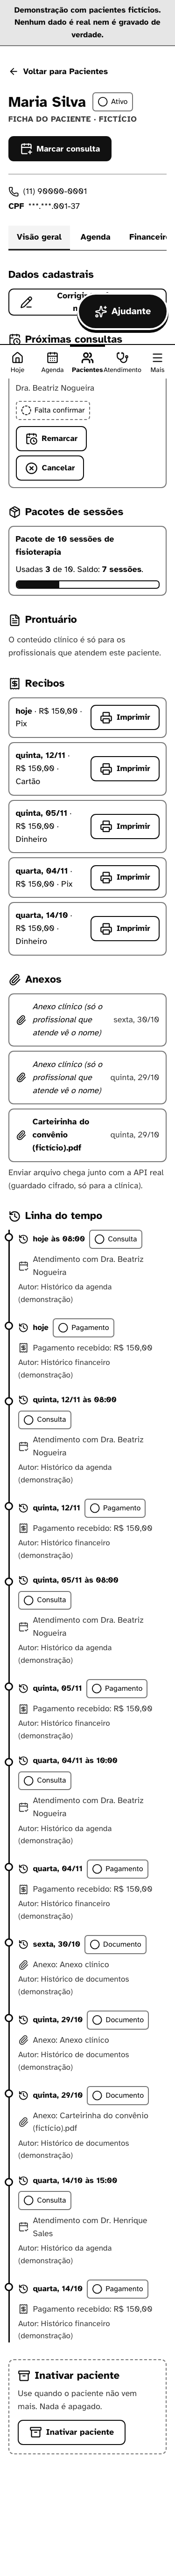 Demonstração com pacientes fictícios.
Nenhum dado real nem é gravado de
verdade.
Voltar para Pacientes
Maria Silva
Ativo
FICHA DO PACIENTE · FICTÍCIO
Marcar consulta
(11) 90000-0001
CPF ***.***.001-37
Visão geral
Agenda
Dados cadastrais
Ajudante
Próximas consultas
Hoje
Agenda
Pacientes
Atendimento
Mais
Dra. Beatriz Nogueira
Falta confirmar
Remarcar
Cancelar
Pacotes de sessões
Pacote de 10 sessões de
fisioterapia
Usadas 3 de 10. Saldo: 7 sessões.
Prontuário
O conteúdo clínico é só para os
profissionais que atendem este paciente.
Recibos
hoje · R$ 150,00 ·
Pix
Imprimir
quinta, 12/11 ·
R$ 150,00 ·
Cartão
Imprimir
quinta, 05/11 ·
R$ 150,00 ·
Dinheiro
Imprimir
quarta, 04/11 ·
R$ 150,00 · Pix
Imprimir
quarta, 14/10 ·
R$ 150,00 ·
Dinheiro
Imprimir
Anexos
Anexo clínico (só o
profissional que
atende vê o nome)
sexta, 30/10
Anexo clínico (só o
profissional que
atende vê o nome)
quinta, 29/10
Carteirinha do
convênio
(fictício).pdf
quinta, 29/10
Enviar arquivo chega junto com a API real
(guardado cifrado, só para a clínica).
Linha do tempo
hoje às 08:00
Consulta
Atendimento com Dra. Beatriz
Nogueira
Autor: Histórico da agenda
(demonstração)
hoje
Pagamento
Pagamento recebido: R$ 150,00
Autor: Histórico financeiro
(demonstração)
quinta, 12/11 às 08:00
Consulta
Atendimento com Dra. Beatriz
Nogueira
Autor: Histórico da agenda
(demonstração)
quinta, 12/11
Pagamento
Pagamento recebido: R$ 150,00
Autor: Histórico financeiro
(demonstração)
quinta, 05/11 às 08:00
Consulta
Atendimento com Dra. Beatriz
Nogueira
Autor: Histórico da agenda
(demonstração)
quinta, 05/11
Pagamento
Pagamento recebido: R$ 150,00
Autor: Histórico financeiro
(demonstração)
quarta, 04/11 às 10:00
Consulta
Atendimento com Dra. Beatriz
Nogueira
Autor: Histórico da agenda
(demonstração)
quarta, 04/11
Pagamento
Pagamento recebido: R$ 150,00
Autor: Histórico financeiro
(demonstração)
sexta, 30/10
Documento
Anexo: Anexo clínico
Autor: Histórico de documentos
(demonstração)
quinta, 29/10
Documento
Anexo: Anexo clínico
Autor: Histórico de documentos
(demonstração)
quinta, 29/10
Documento
Anexo: Carteirinha do convênio
(fictício).pdf
Autor: Histórico de documentos
(demonstração)
quarta, 14/10 às 15:00
Consulta
Atendimento com Dr. Henrique
Sales
Autor: Histórico da agenda
(demonstração)
quarta, 14/10
Pagamento
Pagamento recebido: R$ 150,00
Autor: Histórico financeiro
(demonstração)
Inativar paciente
Use quando o paciente não vem
mais. Nada é apagado.
Inativar paciente